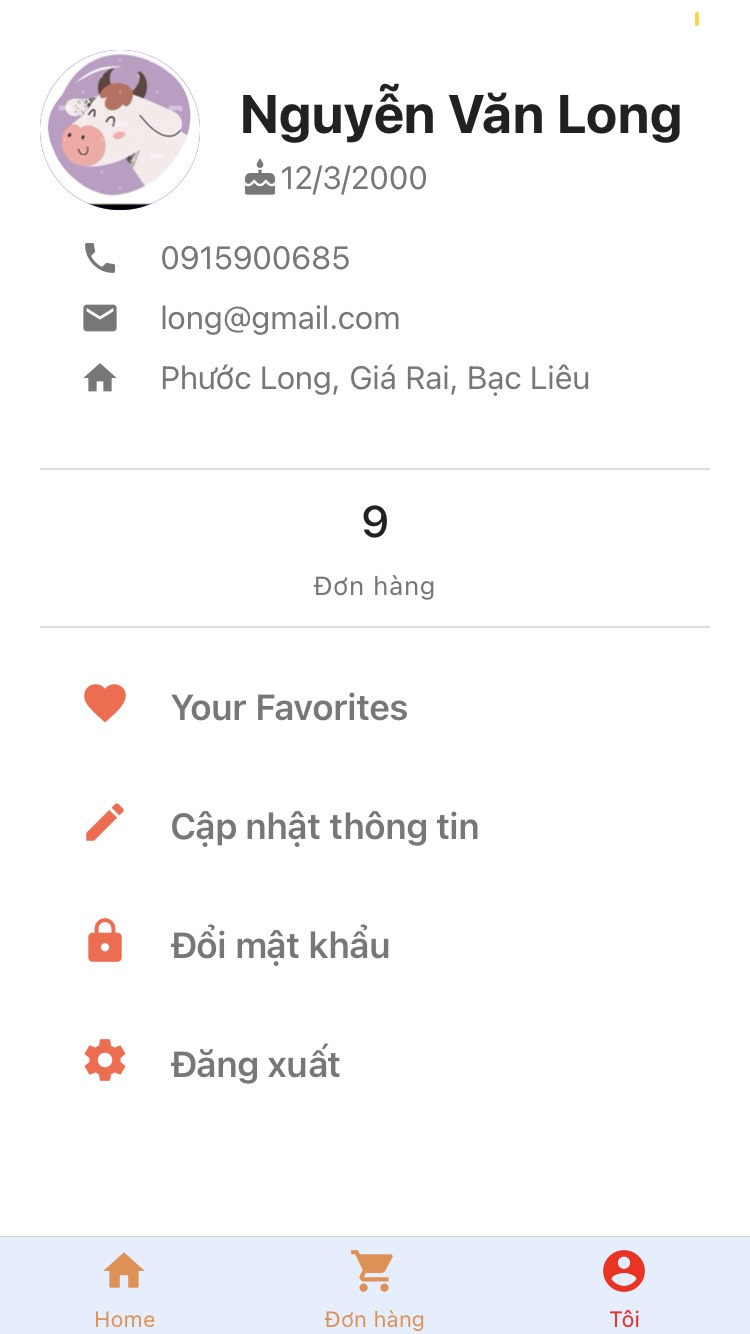 Nguyễn Văn Long
12/3/2000
0915900685
long@gmail.com
Phước Long, Giá Rai, Bạc Liêu
9
Đơn hàng
Your Favorites
Cập nhật thông tin
Đổi mật khẩu
Đăng xuất
Home
Đơn hàng
Tôi